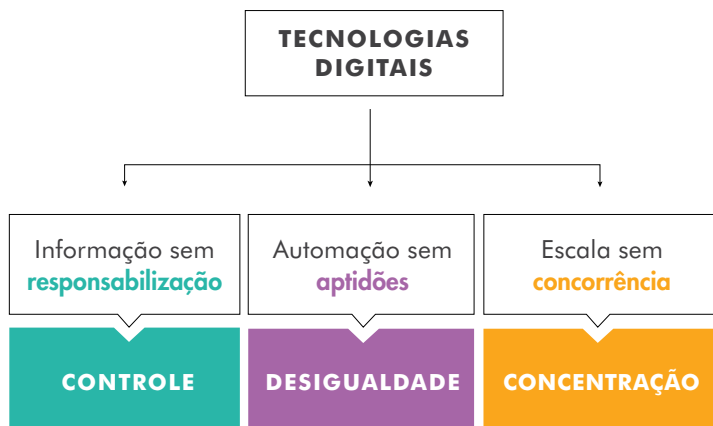 TECNOLOGIAS
DIGITAIS
Informação sem
responsabilização
Automação sem
aptidões
Escala sem
concorrência
CONTROLE
DESIGUALDADE
CONCENTRAÇÃO